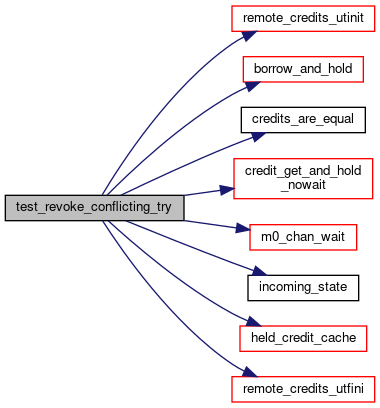 remote_credits_utinit
borrow_and_hold
credits_are_equal
credit_get_and_hold
_nowait
test_revoke_conflicting_try
m0_chan_wait
incoming_state
held_credit_cache
remote_credits_utfini